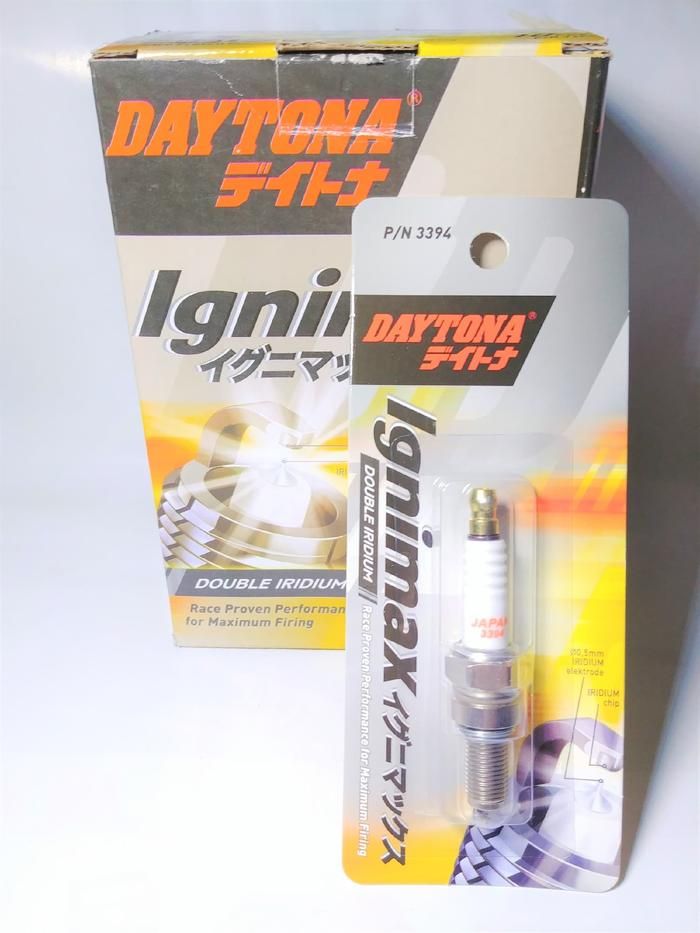 DAYTONA®
デイトナ
イグニマッ
DOUBLE IRIDIUM
Race Proven
for Maximum Firing
P/N 3394
DAYTONA®
デイトナ
Ignimax イグニマックス
DOUBLE IRIDIUM
Race Proven Performance for Maximum Firing
JAPAN
3394
Ø0,5mm
IRIDIUM
elektrode
IRIDIUM
chip